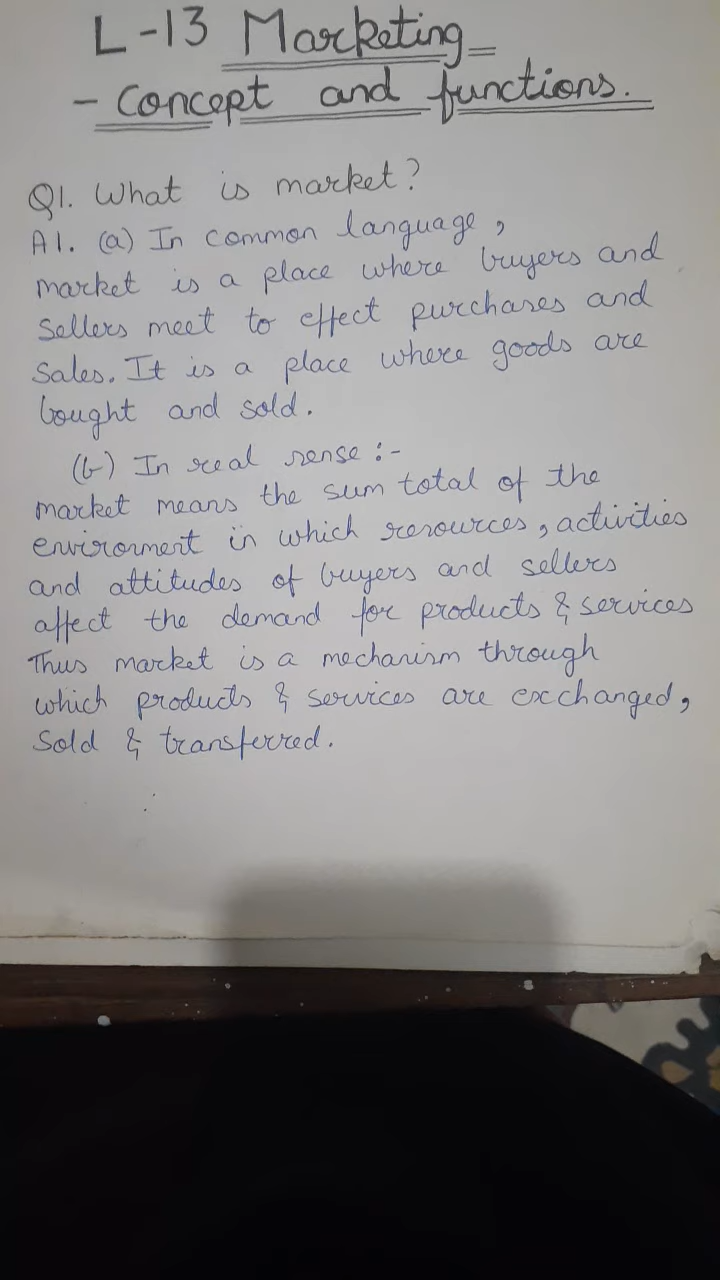 L-13 Marketing
- Concept and functions.
Q1. What is market?
A1. (a) In common language,
market is a place where buyers and
sellers meet to effect purchases and
sales. It is a place where goods are
bought and sold.
(b) In real sense :-
market means the sum total of the
environment in which resources, activities
and attitudes of buyers and sellers
affect the demand for products & services
Thus market is a mechanism through
which products & services are exchanged,
Sold & transferred.